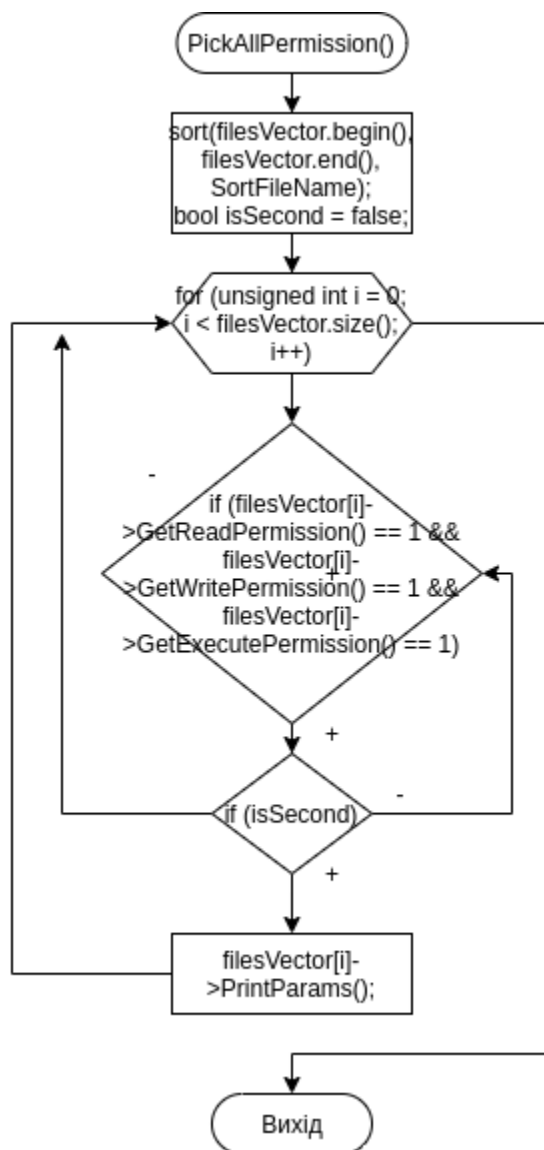 PickAllPermission()
sort(filesVector.begin(),
filesVector.end(),
SortFileName);
bool isSecond = false;
for (unsigned int i = 0;
i < filesVector.size();
i++)
-
if (filesVector[i]-
>GetReadPermission() == 1 &&
filesVector[i]-
+
>GetWritePermission() == 1 &&
filesVector[i]-
>GetExecutePermission() == 1)
+
-
if (isSecond)
+
filesVector[i]-
>PrintParams();
Вихід